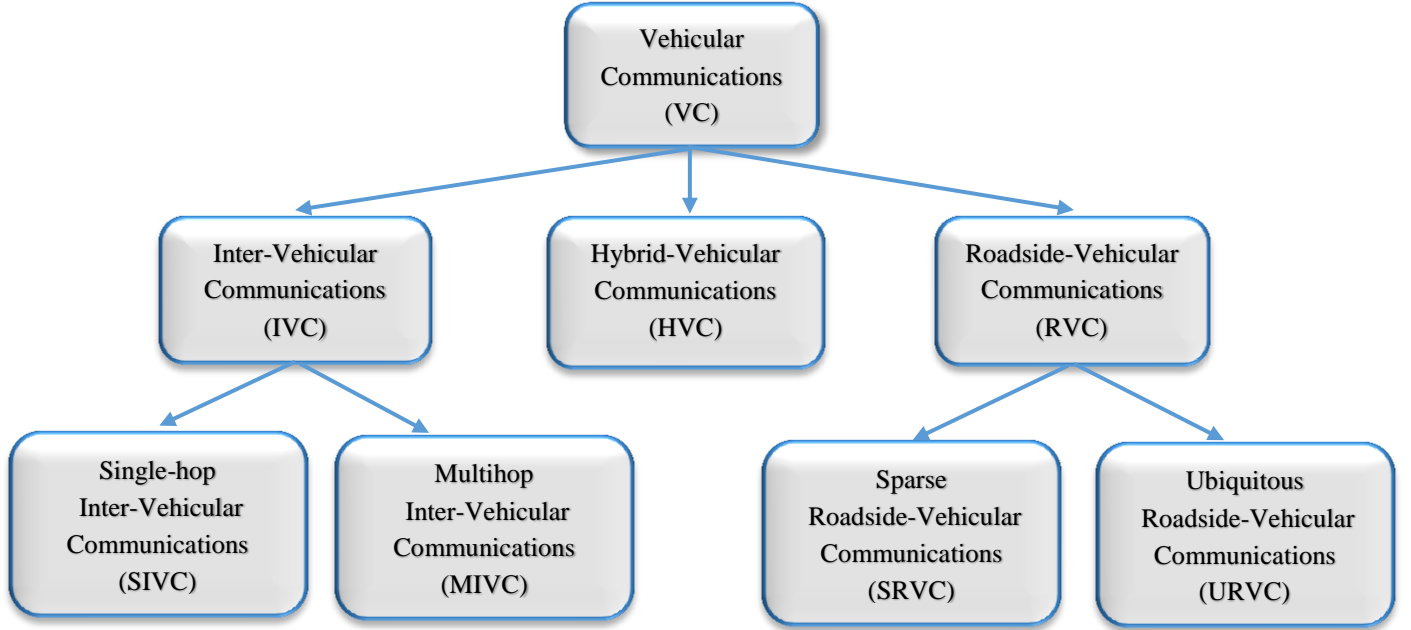 Vehicular
Communications
(VC)
Inter-Vehicular
Communications
(IVC)
Hybrid-Vehicular
Communications
(HVC)
Roadside-Vehicular
Communications
(RVC)
Single-hop
Inter-Vehicular
Communications
(SIVC)
Multihop
Inter-Vehicular
Communications
(MIVC)
Sparse
Roadside-Vehicular
Communications
(SRVC)
Ubiquitous
Roadside-Vehicular
Communications
(URVC)